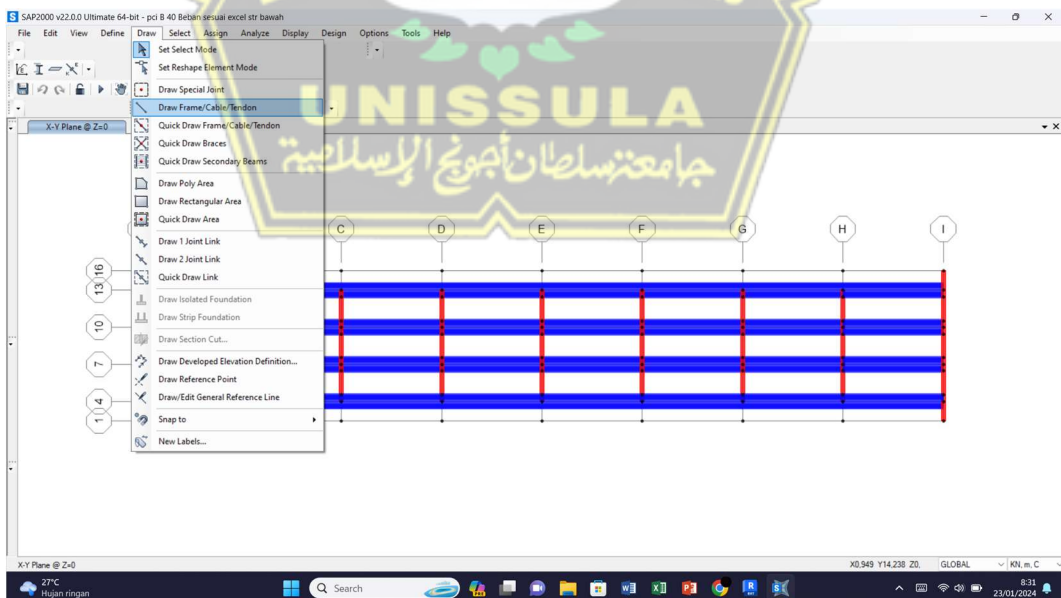 SAP2000 v22.0.0 Ultimate 64-bit - pci B 40 Beban sesuai excel str bawah
File Edit View Define Draw Select Assign Analyze Display Design Options Tools Help
Set Select Mode
Set Reshape Element Mode
Draw Special Joint
Draw Frame/Cable/Tendon
Quick Draw Frame/Cable/Tendon
Quick Draw Braces
Quick Draw Secondary Beams
Draw Poly Area
Draw Rectangular Area
Quick Draw Area
Draw 1 Joint Link
Draw 2 Joint Link
Quick Draw Link
Draw Isolated Foundation
Draw Strip Foundation
Draw Section Cut...
Draw Developed Elevation Definition...
Draw Reference Point
Draw/Edit General Reference Line
Snap to
New Labels...
UNISSULA
جامعتنسلطان أجونج الإسلامية
X-Y Plane @ Z=0
C D E F G H I
16
13
10
7
4
1
X-Y Plane @ Z=0 X0,949 Y14,238 Z0, GLOBAL KN, m, C
27°C
Hujan ringan
Search
8:31
23/01/2024